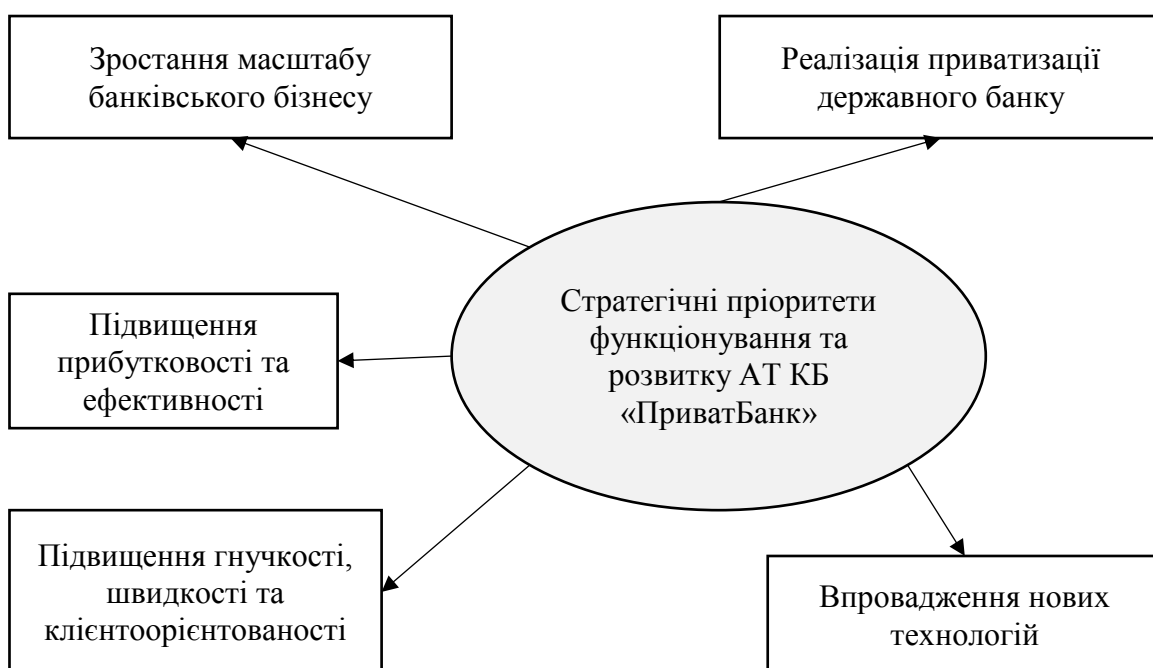 Зростання масштабу
банківського бізнесу
Реалізація приватизації
державного банку
Стратегічні пріоритети
функціонування та
розвитку АТ КБ
«ПриватБанк»
Підвищення
прибутковості та
ефективності
Підвищення гнучкості,
швидкості та
клієнтоорієнтованості
Впровадження нових
технологій